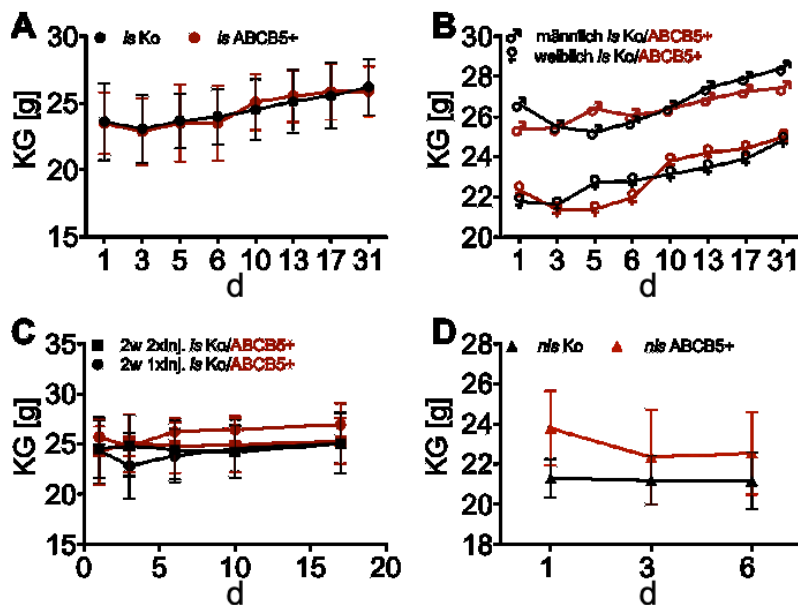 A
Is Ko Is ABCB5+
KG [g]
30
25
20
15
1 3 5 6 10 13 17 31
d
B
männlich Is Ko/ABCB5+
weiblich Is Ko/ABCB5+
KG [g]
28
26
24
22
20
1 3 5 6 10 13 17 31
d
C
2w 2xInj. Is Ko/ABCB5+
2w 1xInj. Is Ko/ABCB5+
KG [g]
35
30
25
20
15
0 5 10 15 20
d
D
nIs Ko nIs ABCB5+
KG [g]
28
26
24
22
20
18
1 3 6
d